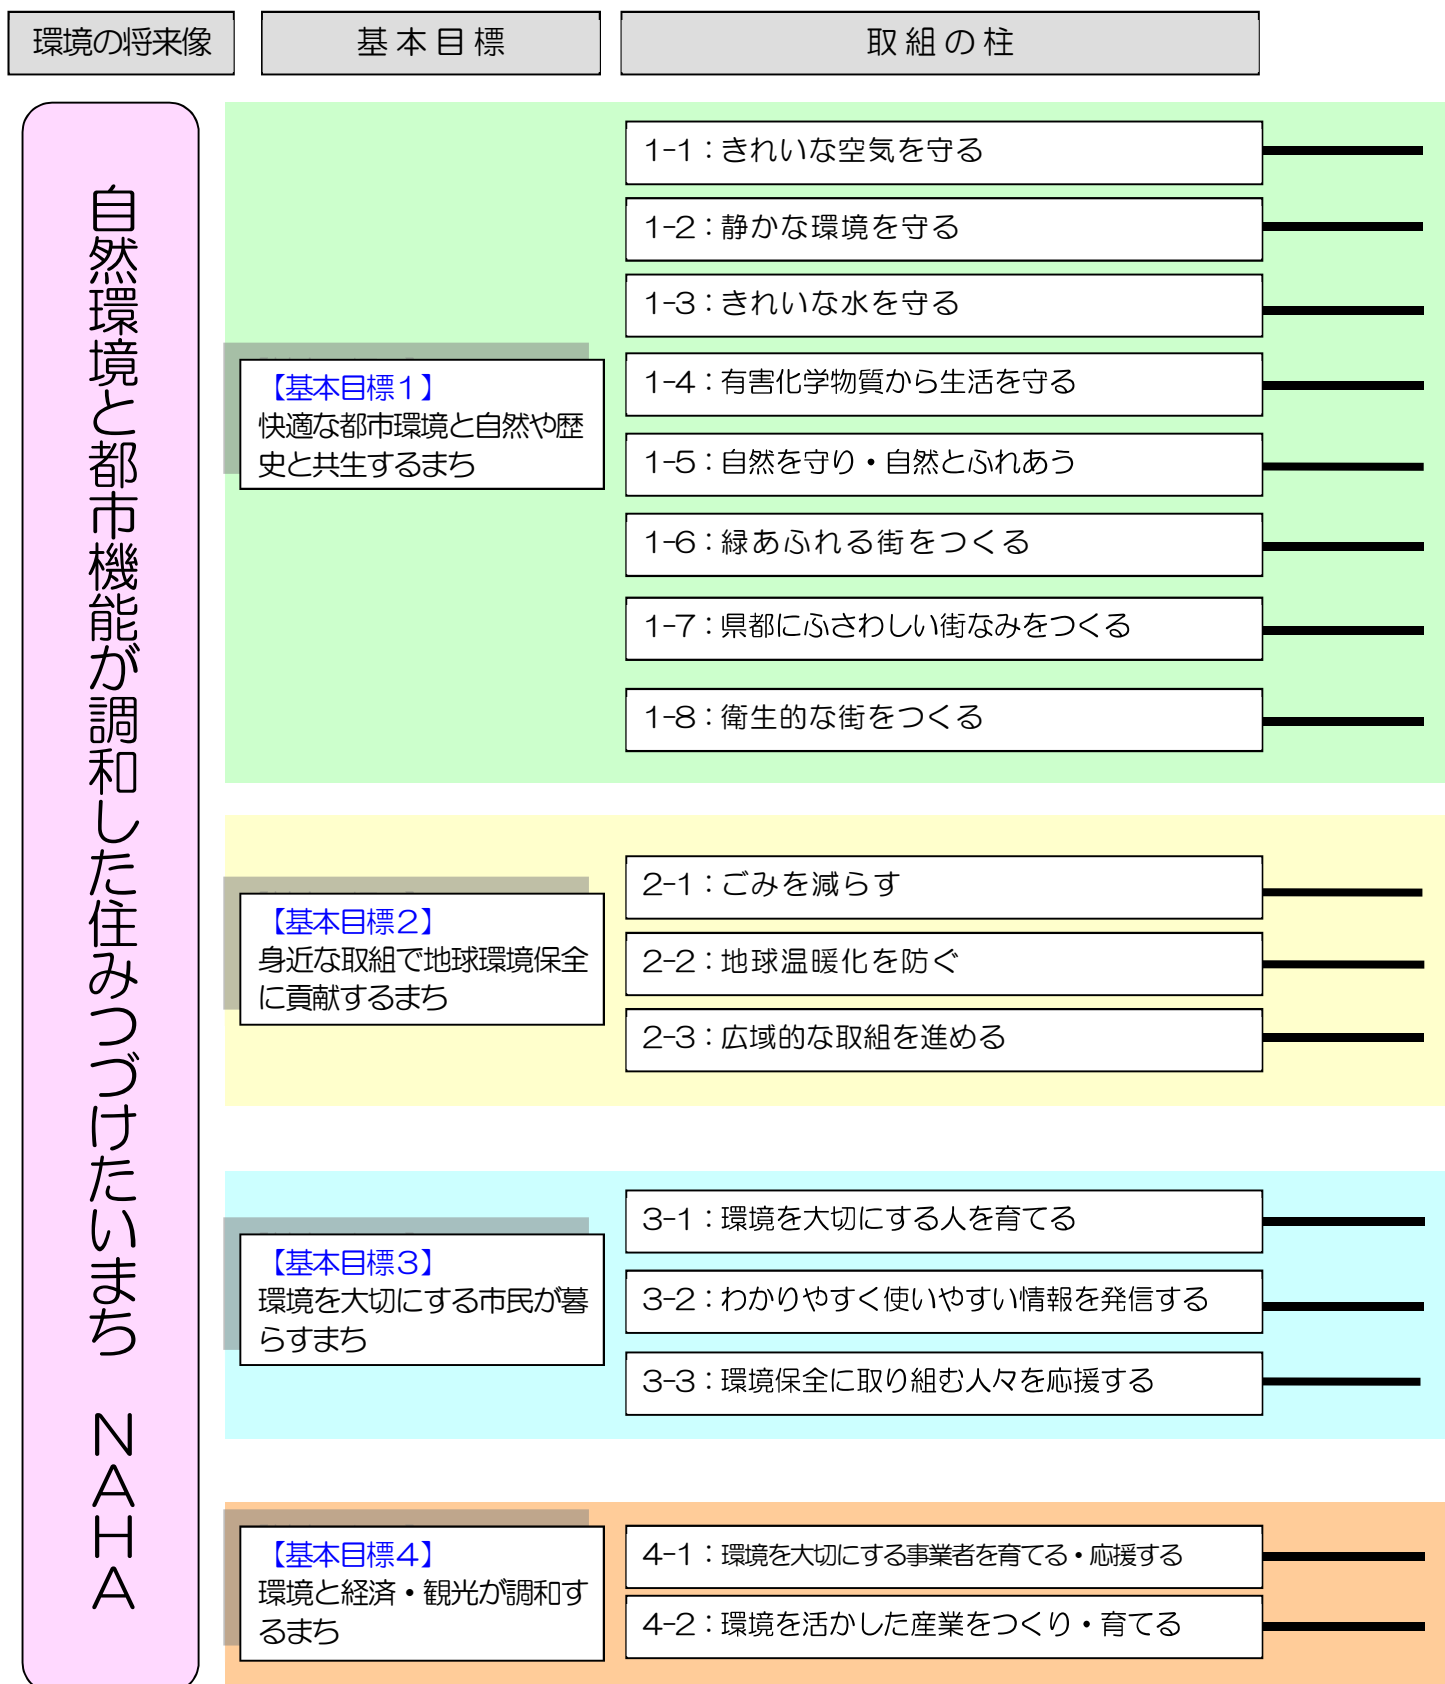 環境の将来像
基本目標
取組の柱
自然環境と都市機能が調和した住みつづけたいまち NAHA
【基本目標1】
快適な都市環境と自然や歴
史と共生するまち
1-1：きれいな空気を守る
1-2：静かな環境を守る
1-3：きれいな水を守る
1-4：有害化学物質から生活を守る
1-5：自然を守り・自然とふれあう
1-6：緑あふれる街をつくる
1-7：県都にふさわしい街なみをつくる
1-8：衛生的な街をつくる
【基本目標2】
身近な取組で地球環境保全
に貢献するまち
2-1：ごみを減らす
2-2：地球温暖化を防ぐ
2-3：広域的な取組を進める
【基本目標3】
環境を大切にする市民が暮
らすまち
3-1：環境を大切にする人を育てる
3-2：わかりやすく使いやすい情報を発信する
3-3：環境保全に取り組む人々を応援する
【基本目標4】
環境と経済・観光が調和す
るまち
4-1：環境を大切にする事業者を育てる・応援する
4-2：環境を活かした産業をつくり・育てる